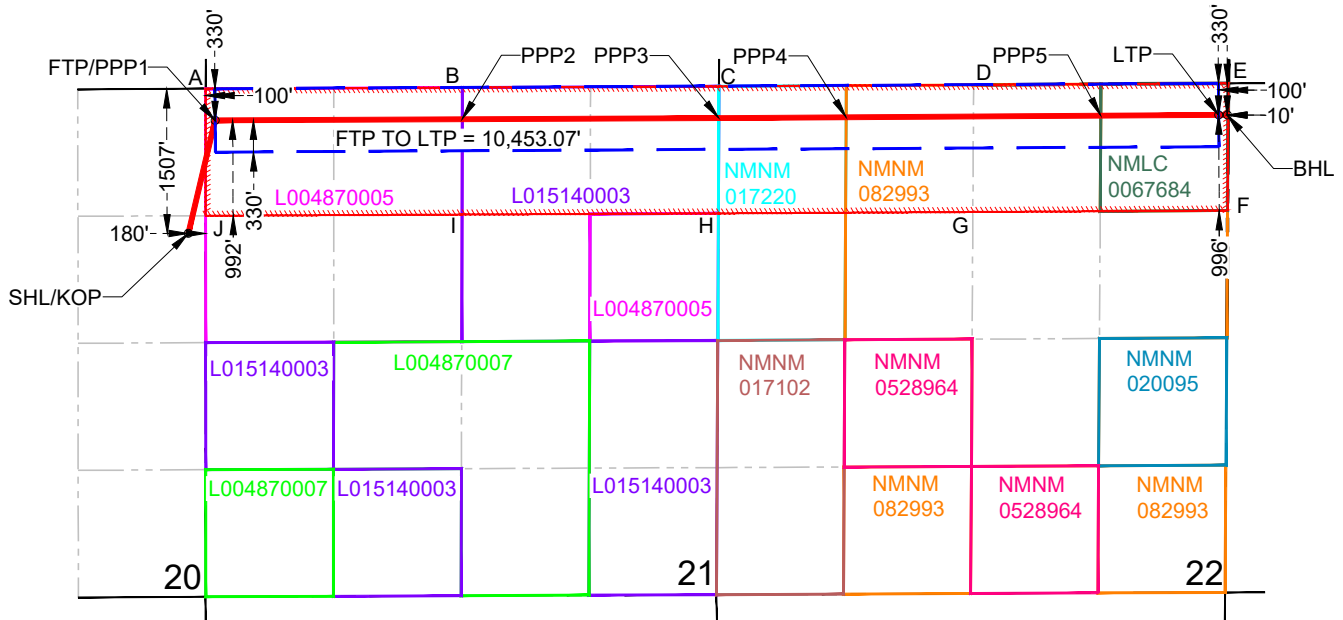 330'
330'
FTP/PPP1
A
B
PPP2
PPP3
C
PPP4
D
PPP5
LTP
E
100'
100'
10'
FTP TO LTP = 10,453.07'
1507'
L004870005
330'
992'
L015140003
NMNM
017220
NMNM
082993
NMLC
0067684
BHL
180'
J
I
H
G
F
996'
SHL/KOP
L004870005
L015140003
L004870007
NMNM
017102
NMNM
0528964
NMNM
020095
L004870007
L015140003
L015140003
NMNM
082993
NMNM
0528964
NMNM
082993
20
21
22